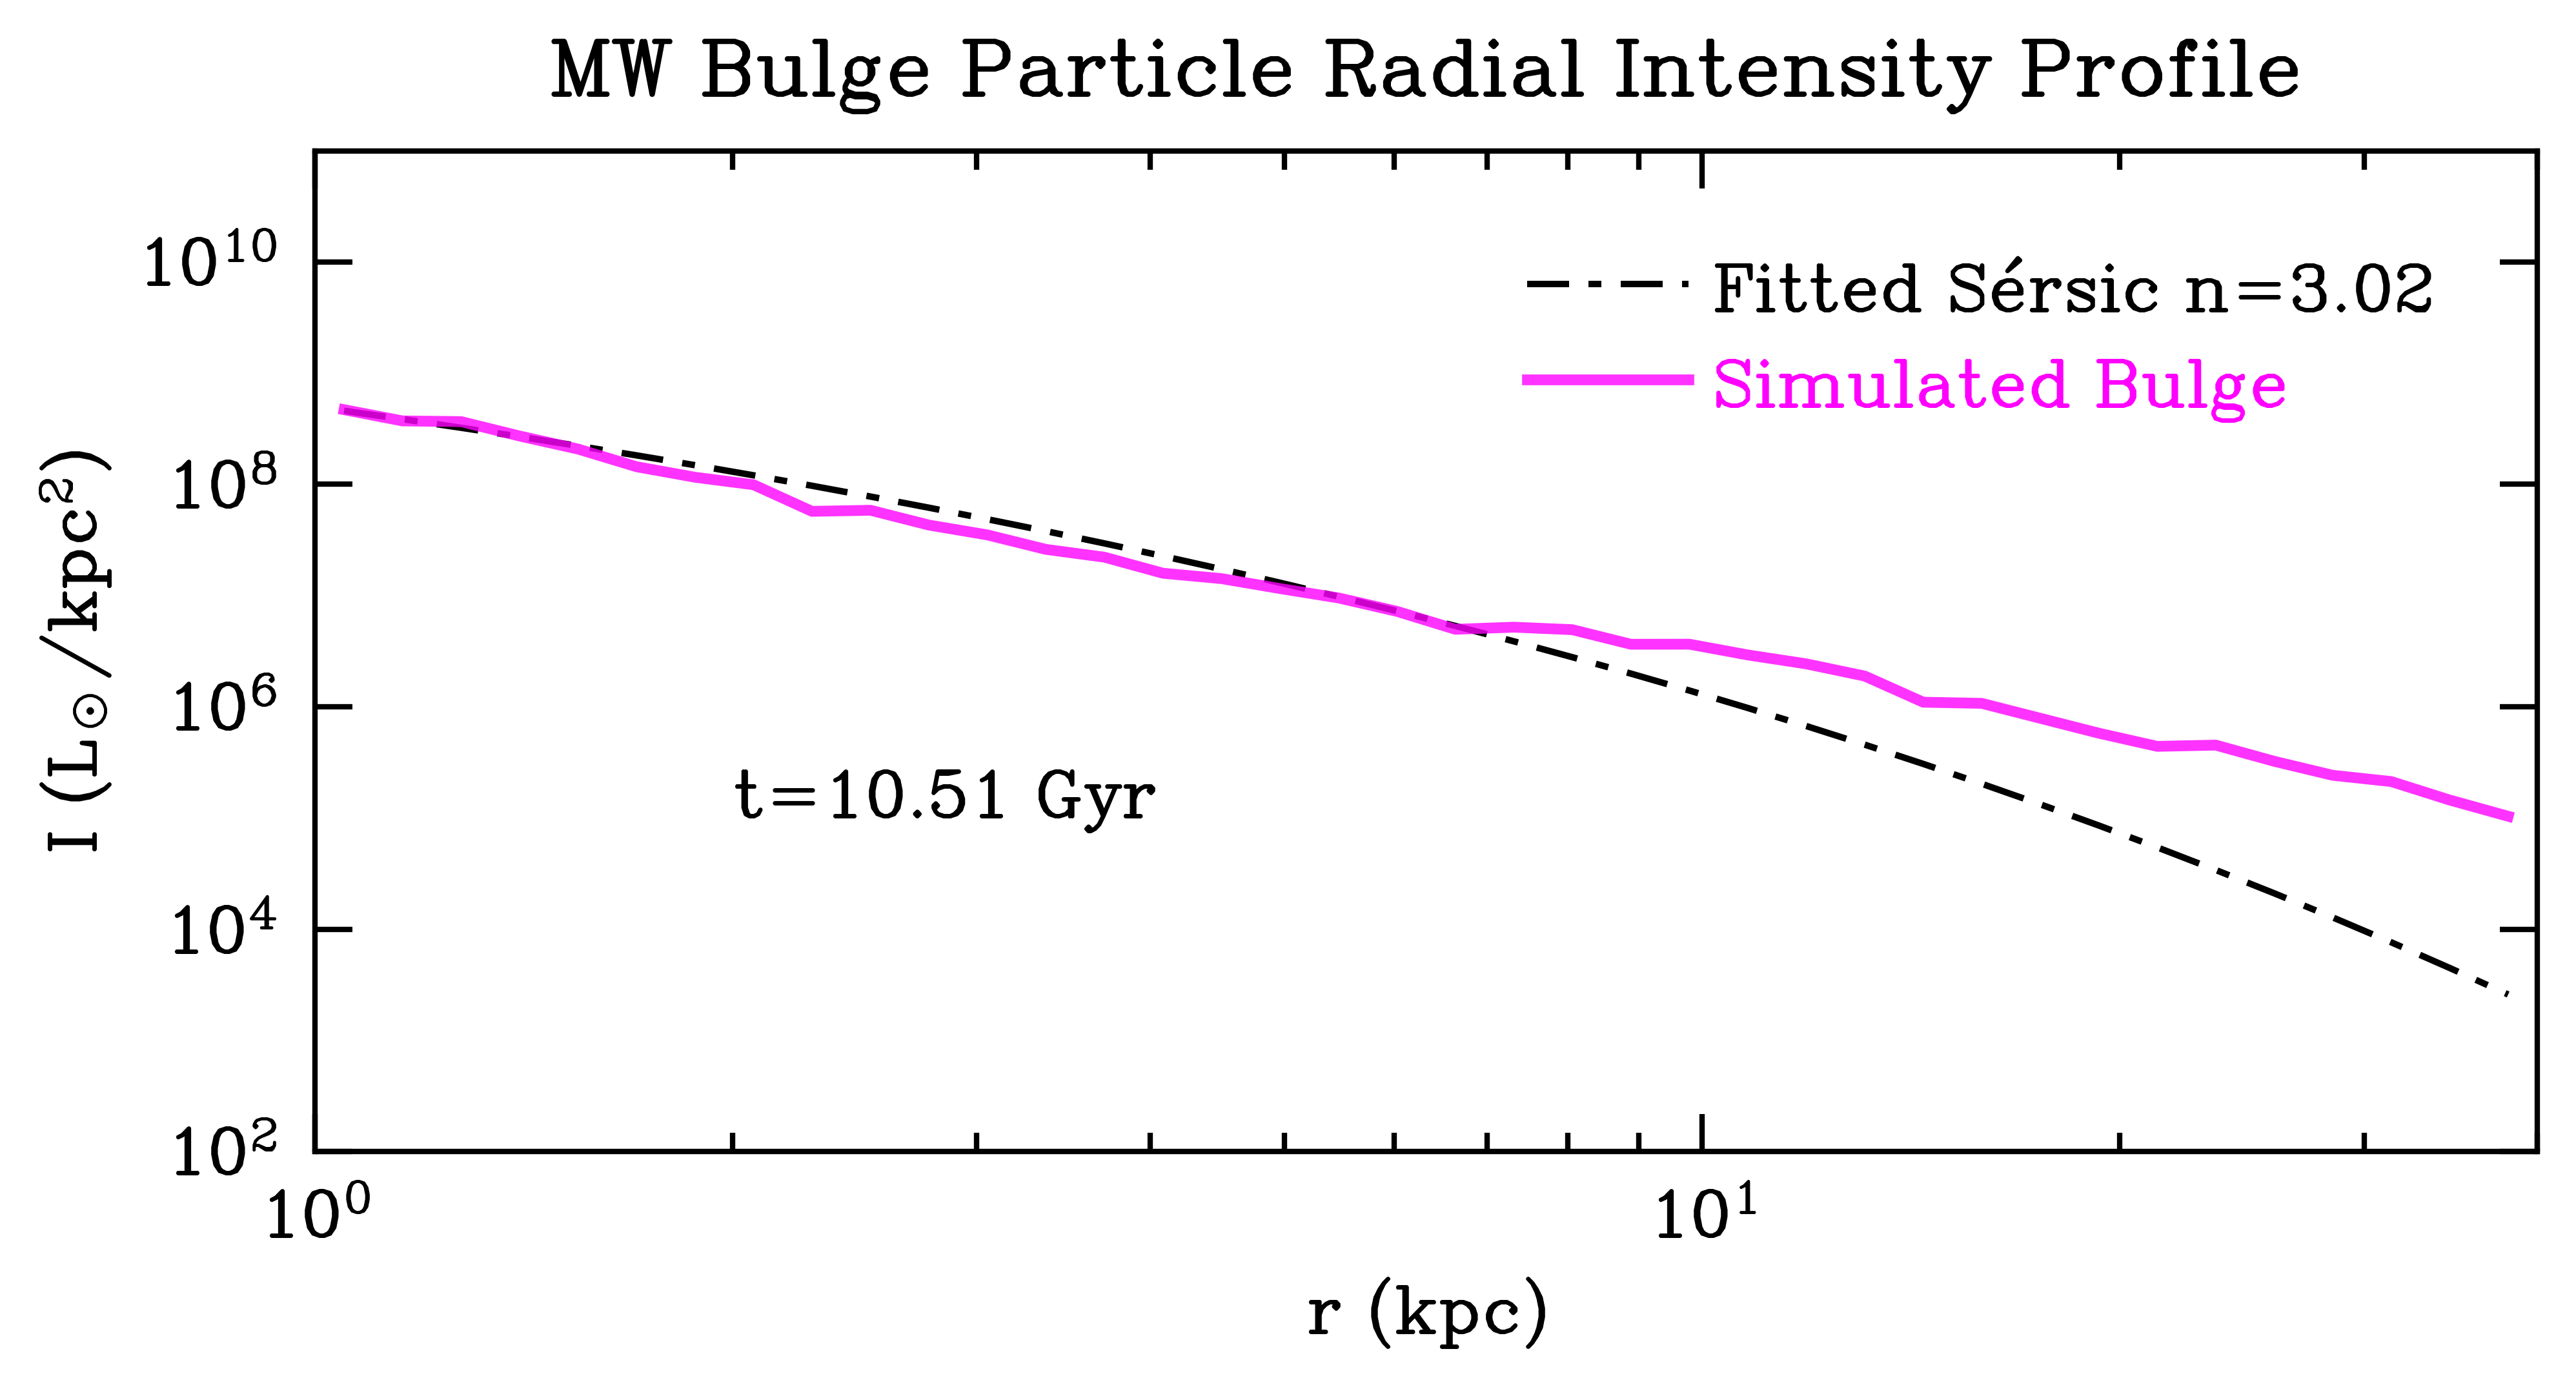 MW Bulge Particle Radial Intensity Profile
I (L⊙/kpc²)
10¹⁰
10⁸
10⁶
10⁴
10²
Fitted Sérsic n=3.02
Simulated Bulge
t=10.51 Gyr
10⁰
10¹
r (kpc)